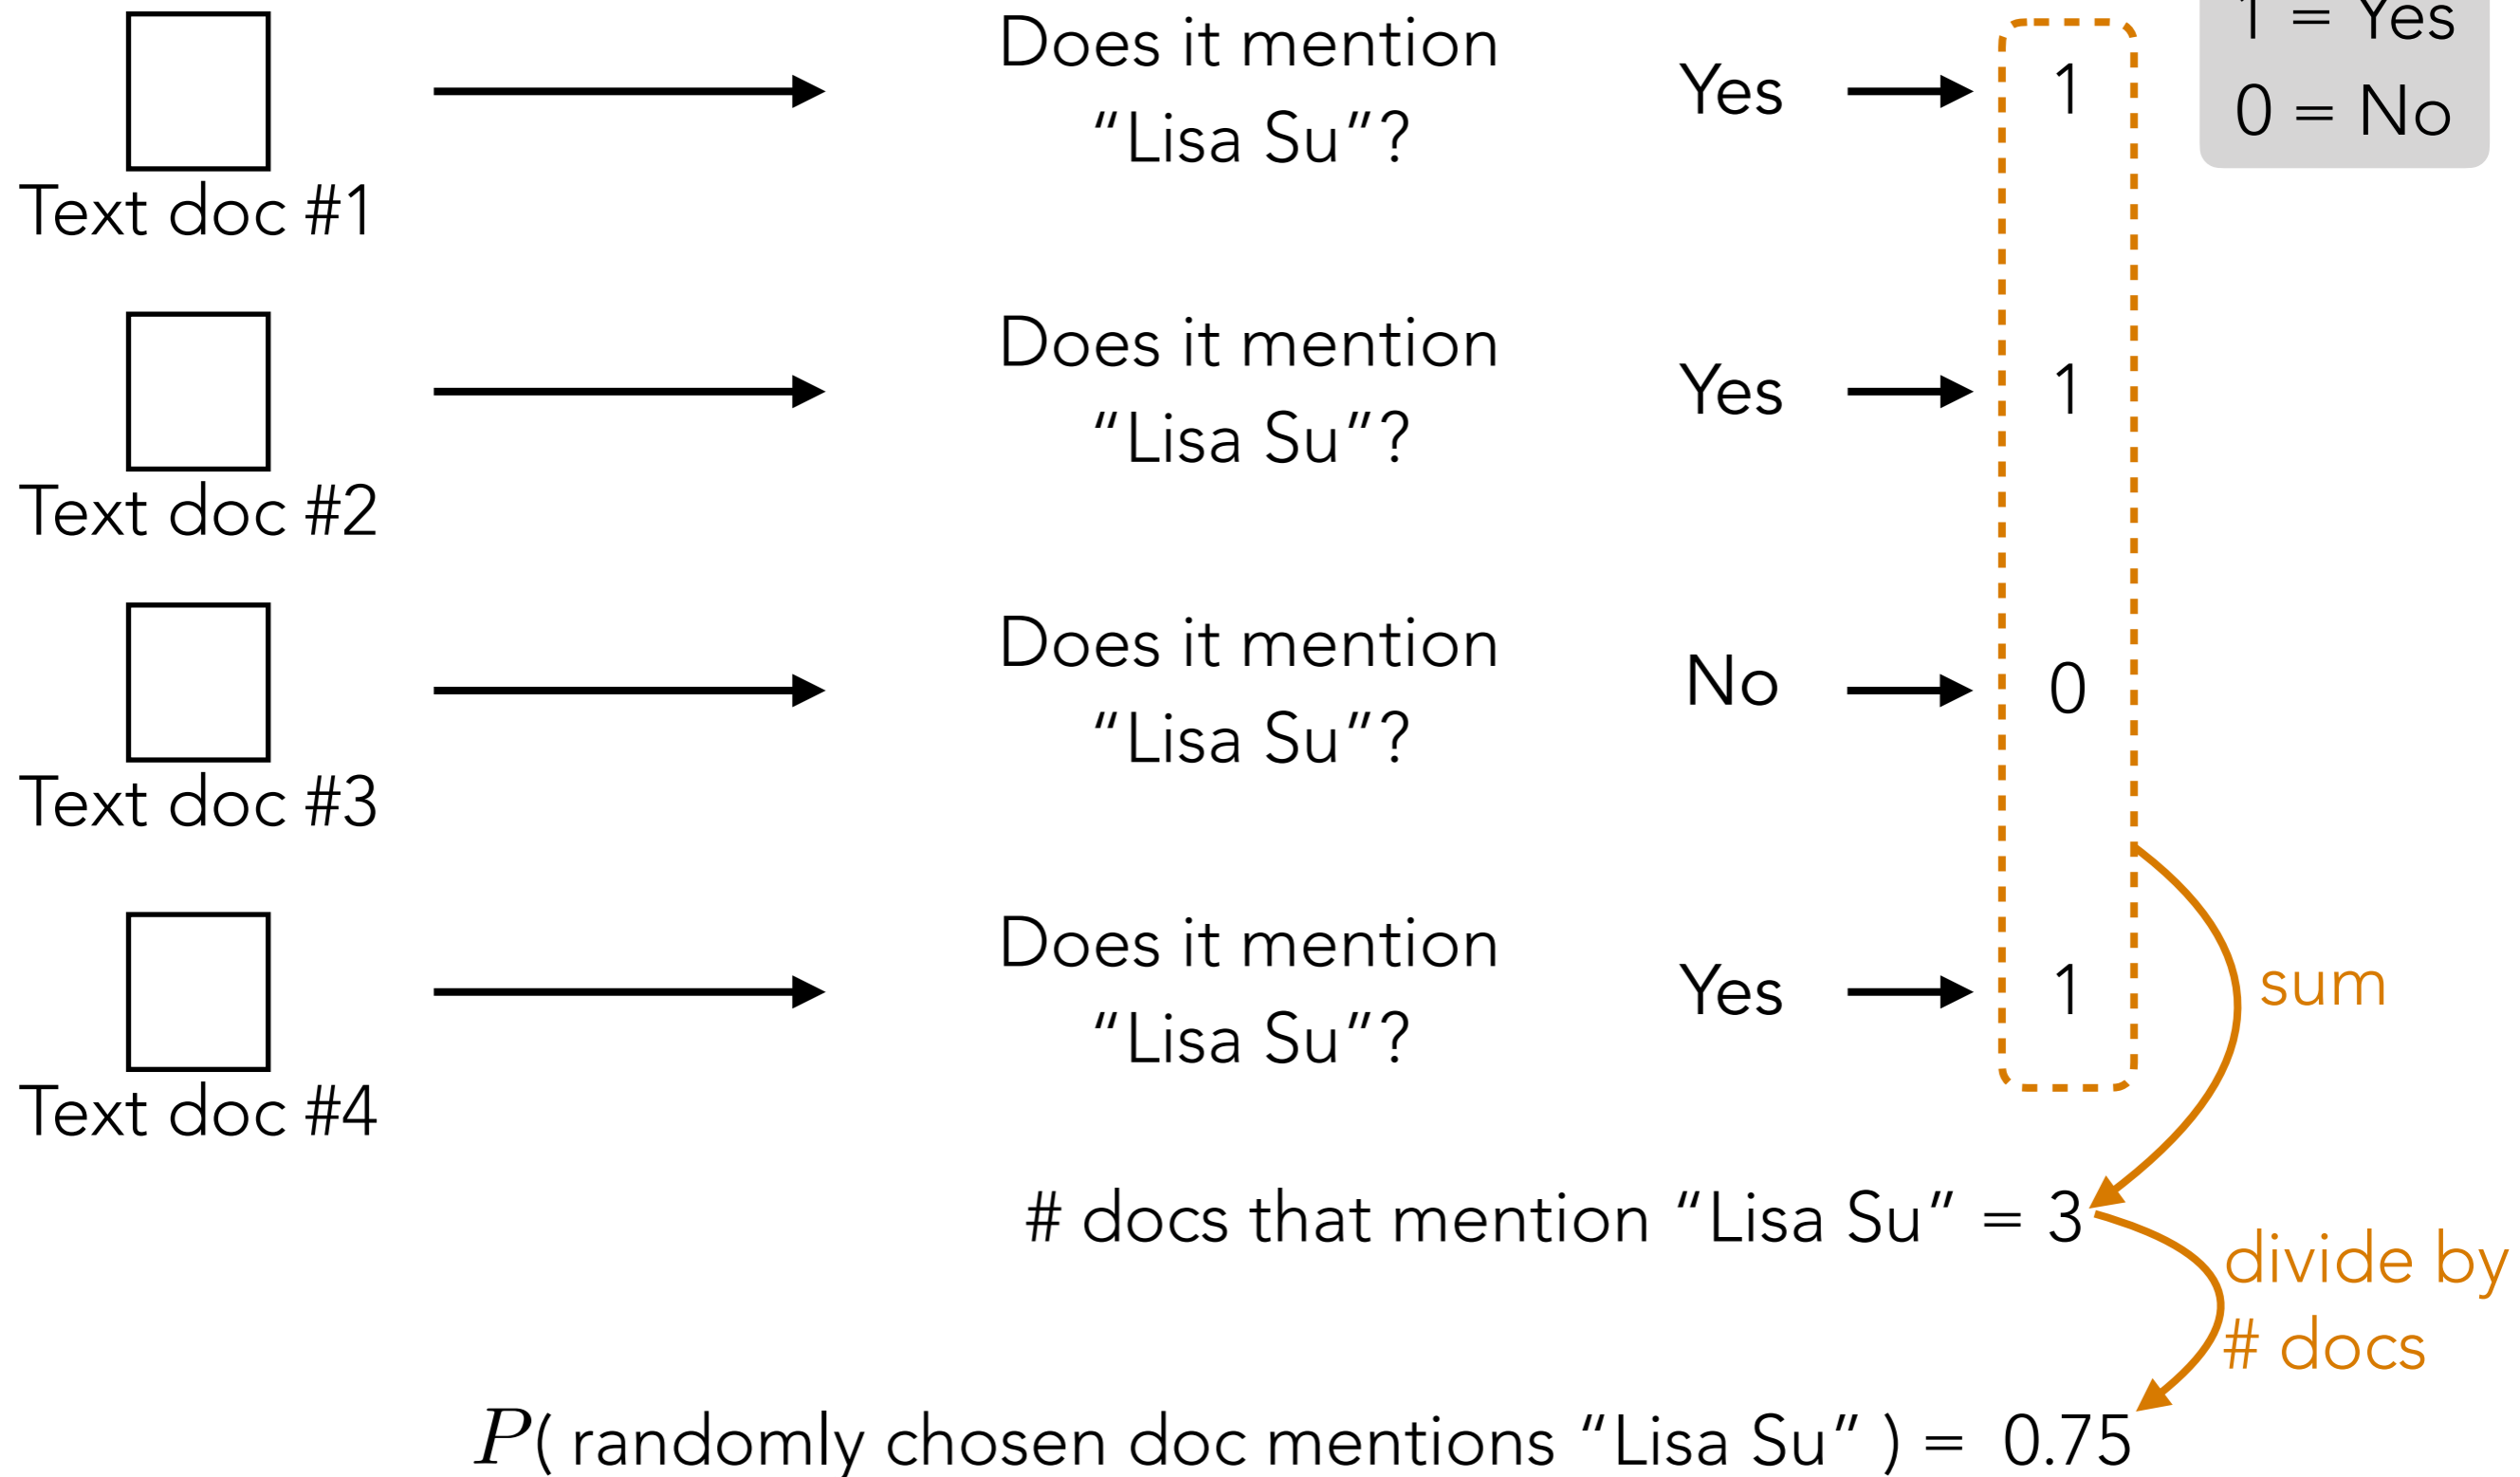 1 = Yes
0 = No
Does it mention
“Lisa Su”?
Yes
1
Text doc #1
Does it mention
“Lisa Su”?
Yes
1
Text doc #2
Does it mention
“Lisa Su”?
No
0
Text doc #3
Does it mention
“Lisa Su”?
Yes
1
sum
Text doc #4
# docs that mention “Lisa Su” = 3
divide by
# docs
P( randomly chosen doc mentions “Lisa Su” ) = 0.75